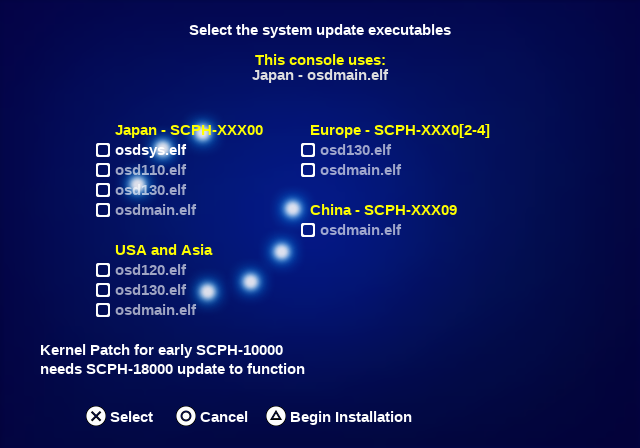 Select the system update executables
This console uses:
Japan - osdmain.elf
Japan - SCPH-XXX00
osdsys.elf
osd110.elf
osd130.elf
osdmain.elf
USA and Asia
osd120.elf
osd130.elf
osdmain.elf
Europe - SCPH-XXX0[2-4]
osd130.elf
osdmain.elf
China - SCPH-XXX09
osdmain.elf
Kernel Patch for early SCPH-10000
needs SCPH-18000 update to function
Select Cancel Begin Installation